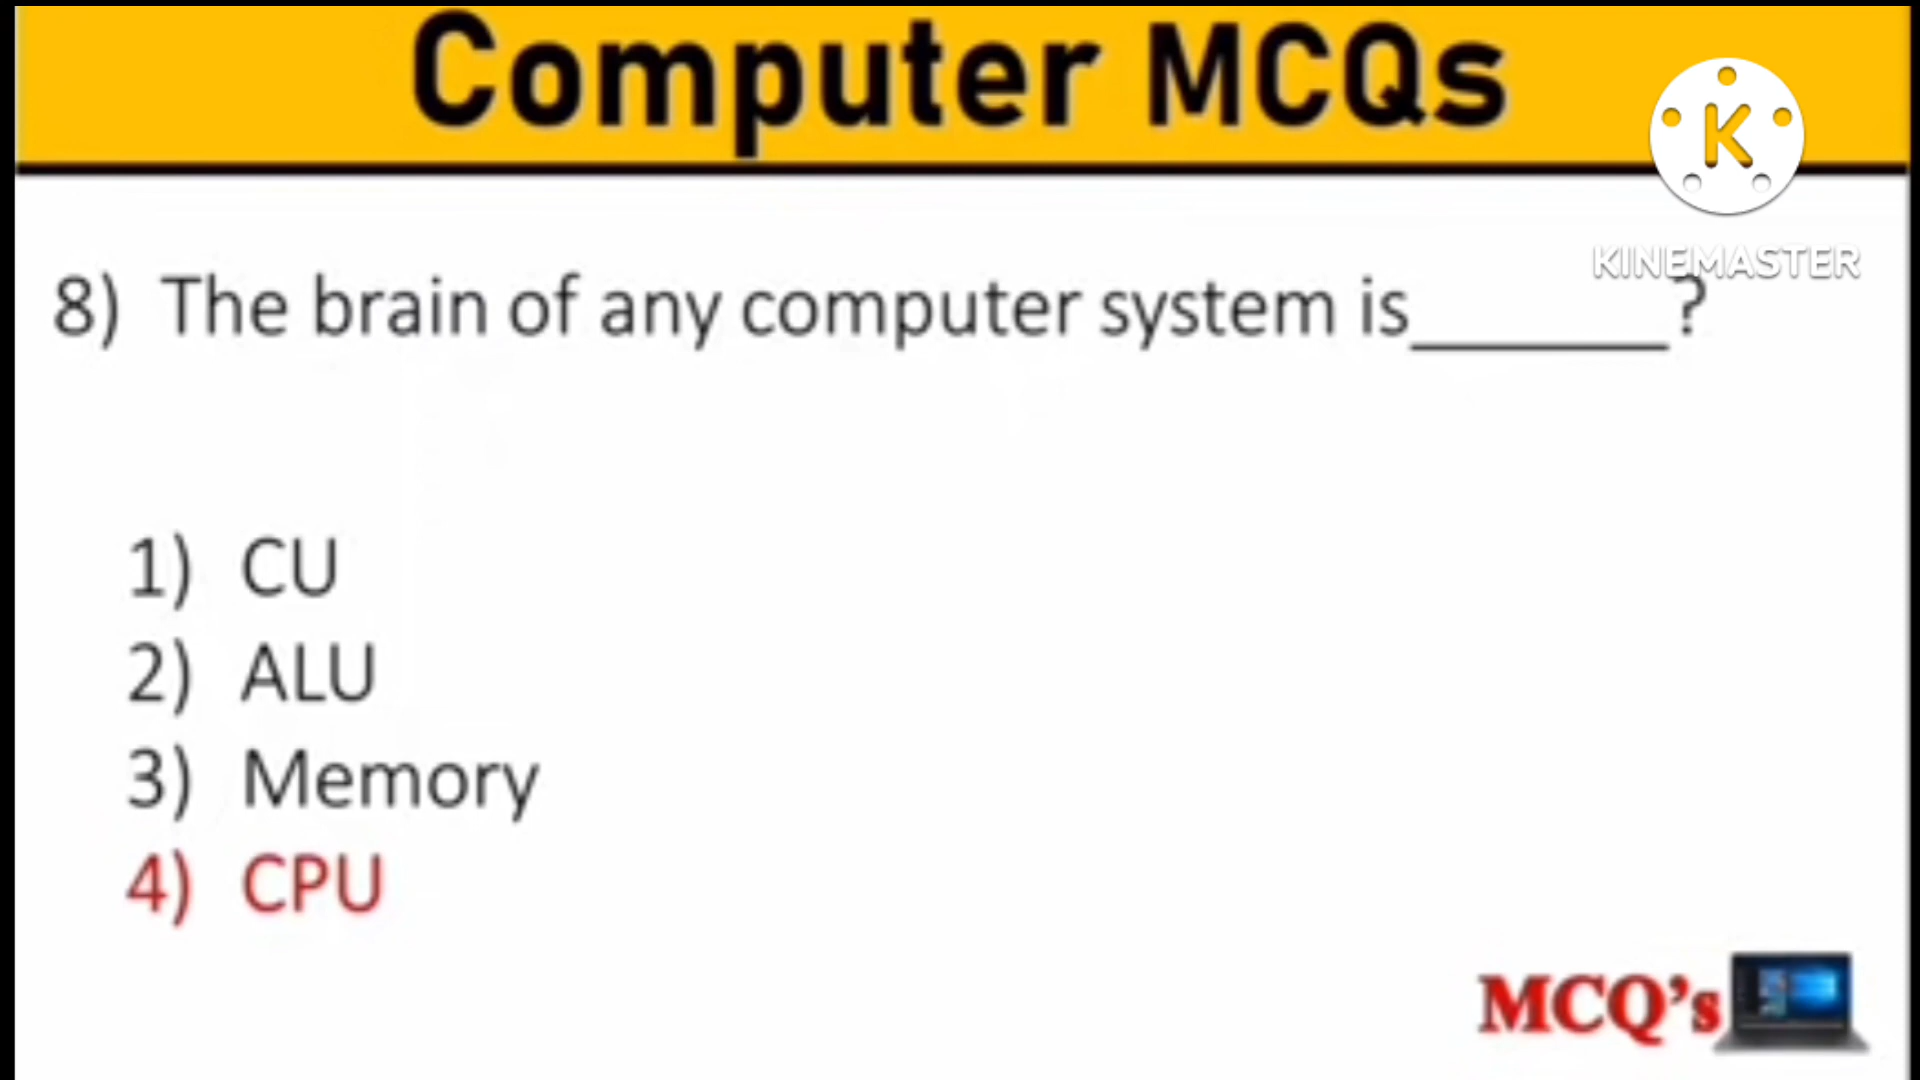 Computer MCQs
K
KINEMASTER
8) The brain of any computer system is_______?
1) CU
2) ALU
3) Memory
4) CPU
MCQ's